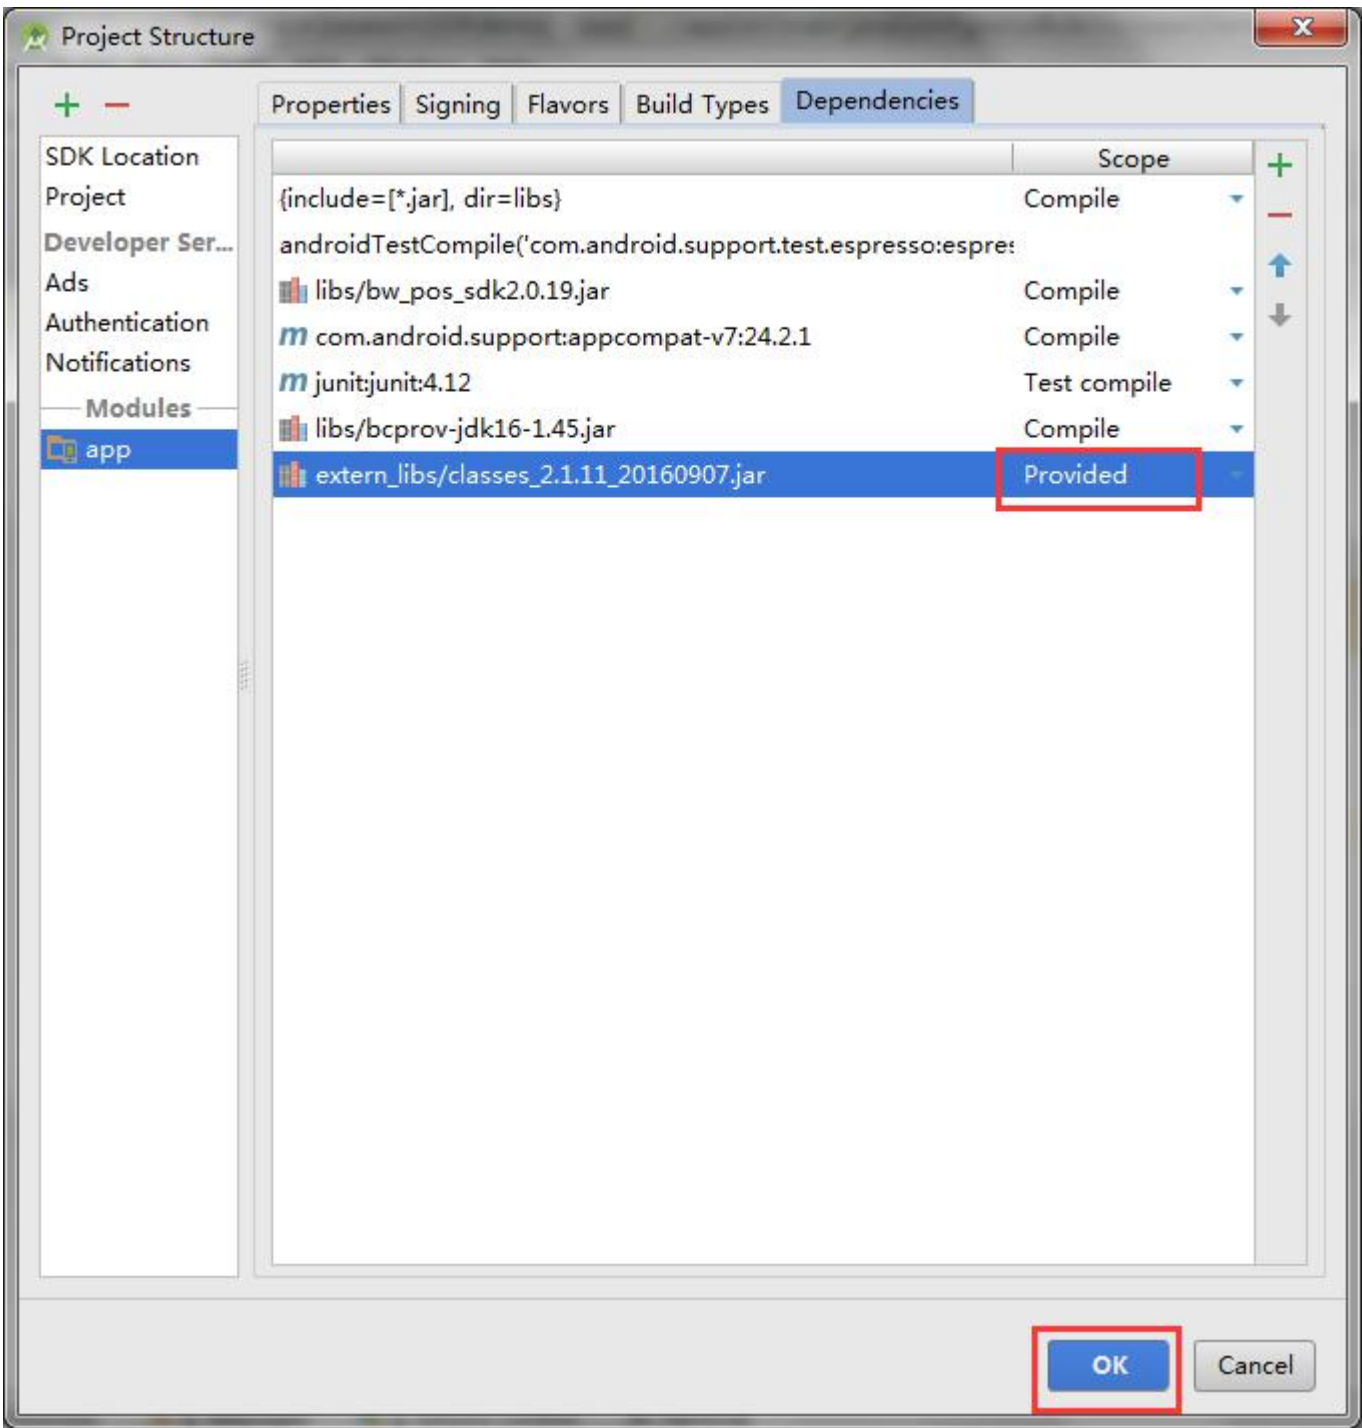 Project Structure
Properties Signing Flavors Build Types Dependencies
SDK Location
Project
Developer Ser...
Ads
Authentication
Notifications
Modules
app
Scope
{include=[*.jar], dir=libs} Compile
androidTestCompile('com.android.support.test.espresso:espres
libs/bw_pos_sdk2.0.19.jar Compile
m com.android.support:appcompat-v7:24.2.1 Compile
m junit:junit:4.12 Test compile
libs/bcprov-jdk16-1.45.jar Compile
extern_libs/classes_2.1.11_20160907.jar Provided
OK Cancel